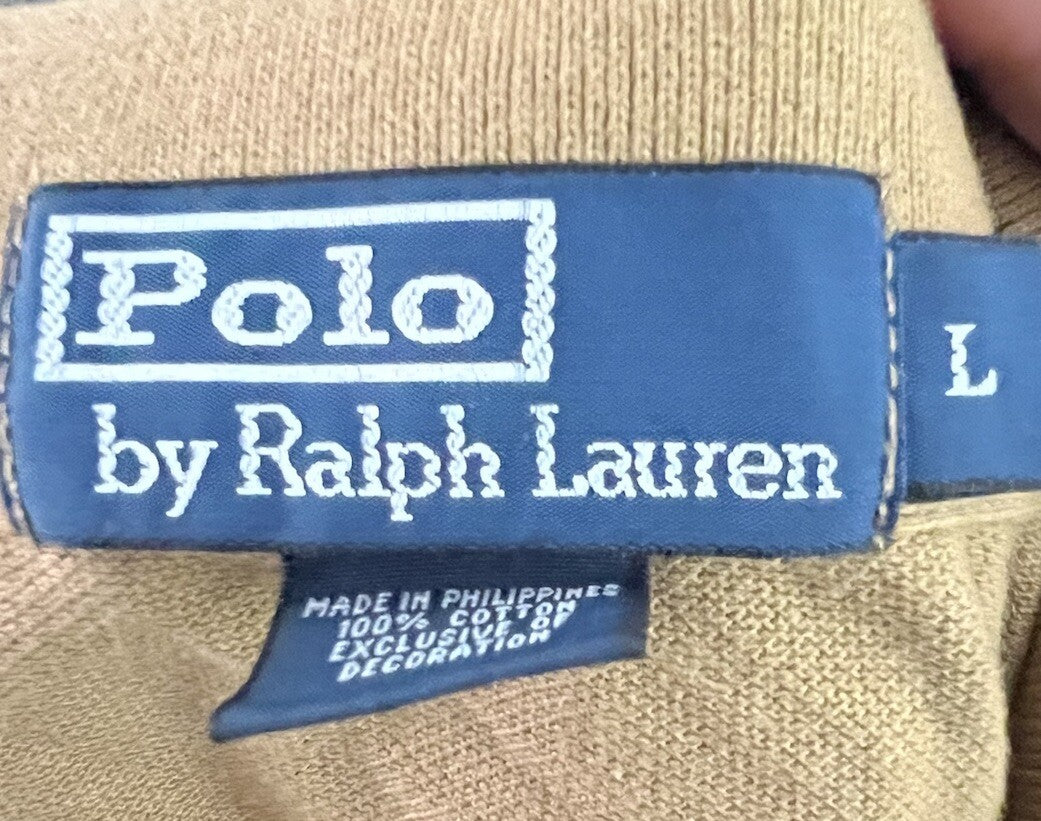 Polo
by Ralph Lauren
L
MADE IN PHILIPPINES
100% COTTON
EXCLUSIVE OF
DECORATION